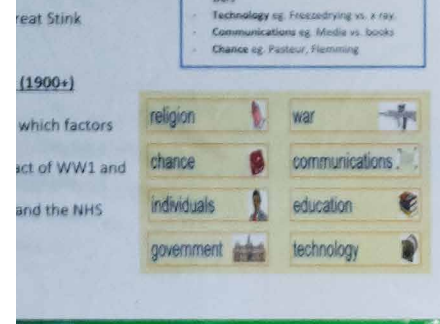 reat Stink
Technology eg. Freezedrying vs. x ray.
Communications eg. Media vs. books
Chance eg. Pasteur, Flemming
(1900+)
which factors
act of WW1 and
and the NHS
religion
war
chance
communications
individuals
education
government
technology